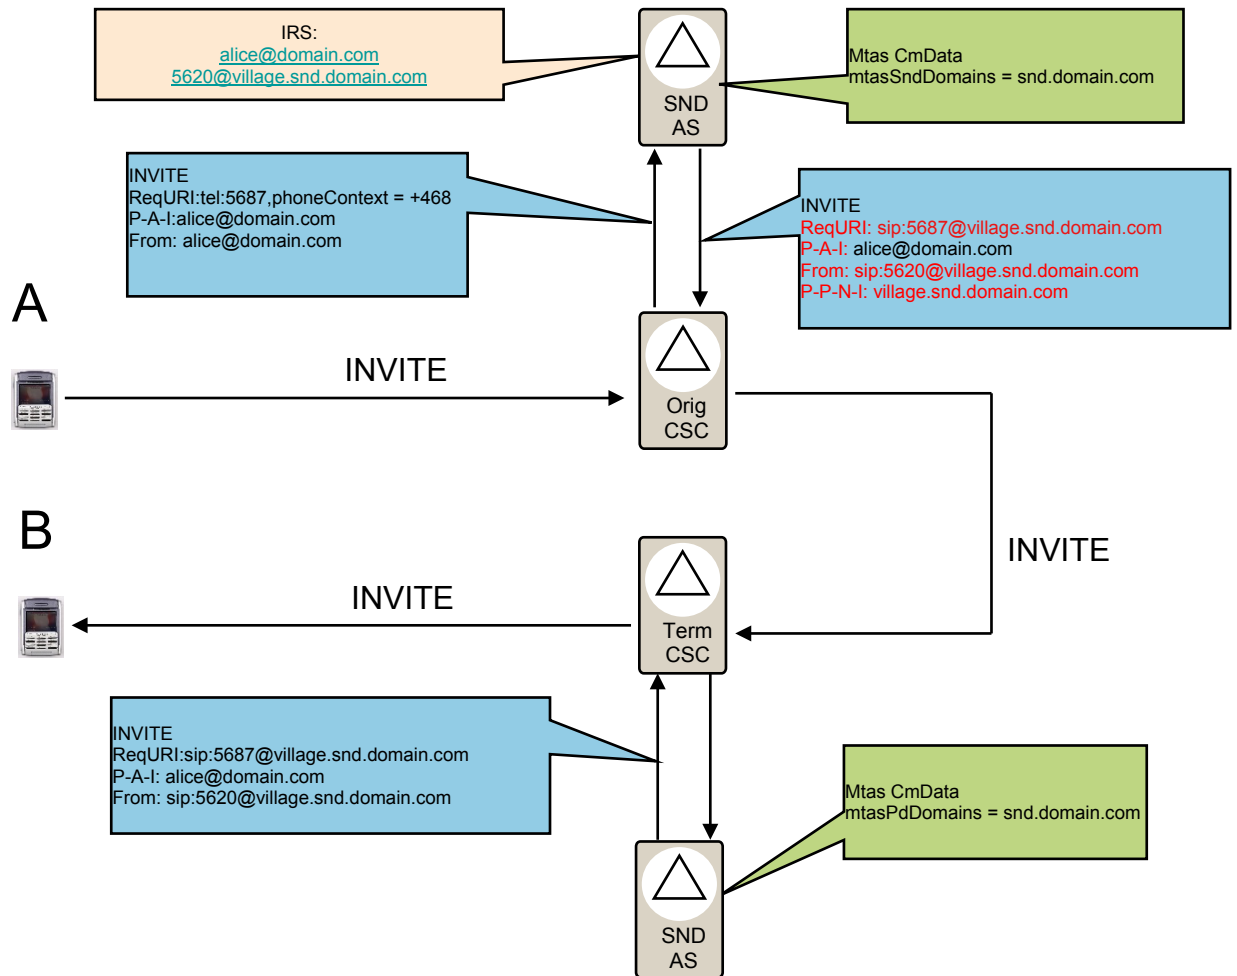 IRS:
alice@domain.com
5620@village.snd.domain.com
SND
AS
Mtas CmData
mtasSndDomains = snd.domain.com
INVITE
ReqURI:tel:5687,phoneContext = +468
P-A-I:alice@domain.com
From: alice@domain.com
INVITE
ReqURI: sip:5687@village.snd.domain.com
P-A-I: alice@domain.com
From: sip:5620@village.snd.domain.com
P-P-N-I: village.snd.domain.com
A
INVITE
Orig
CSC
B
INVITE
Term
CSC
INVITE
INVITE
ReqURI:sip:5687@village.snd.domain.com
P-A-I: alice@domain.com
From: sip:5620@village.snd.domain.com
Mtas CmData
mtasPdDomains = snd.domain.com
SND
AS